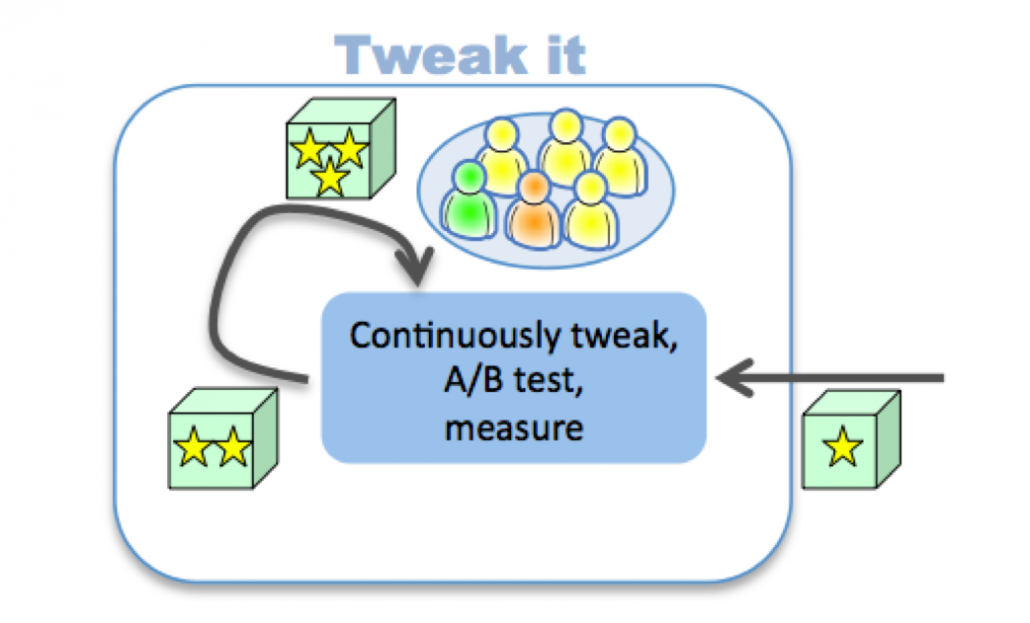 Tweak it
Continuously tweak,
A/B test,
measure